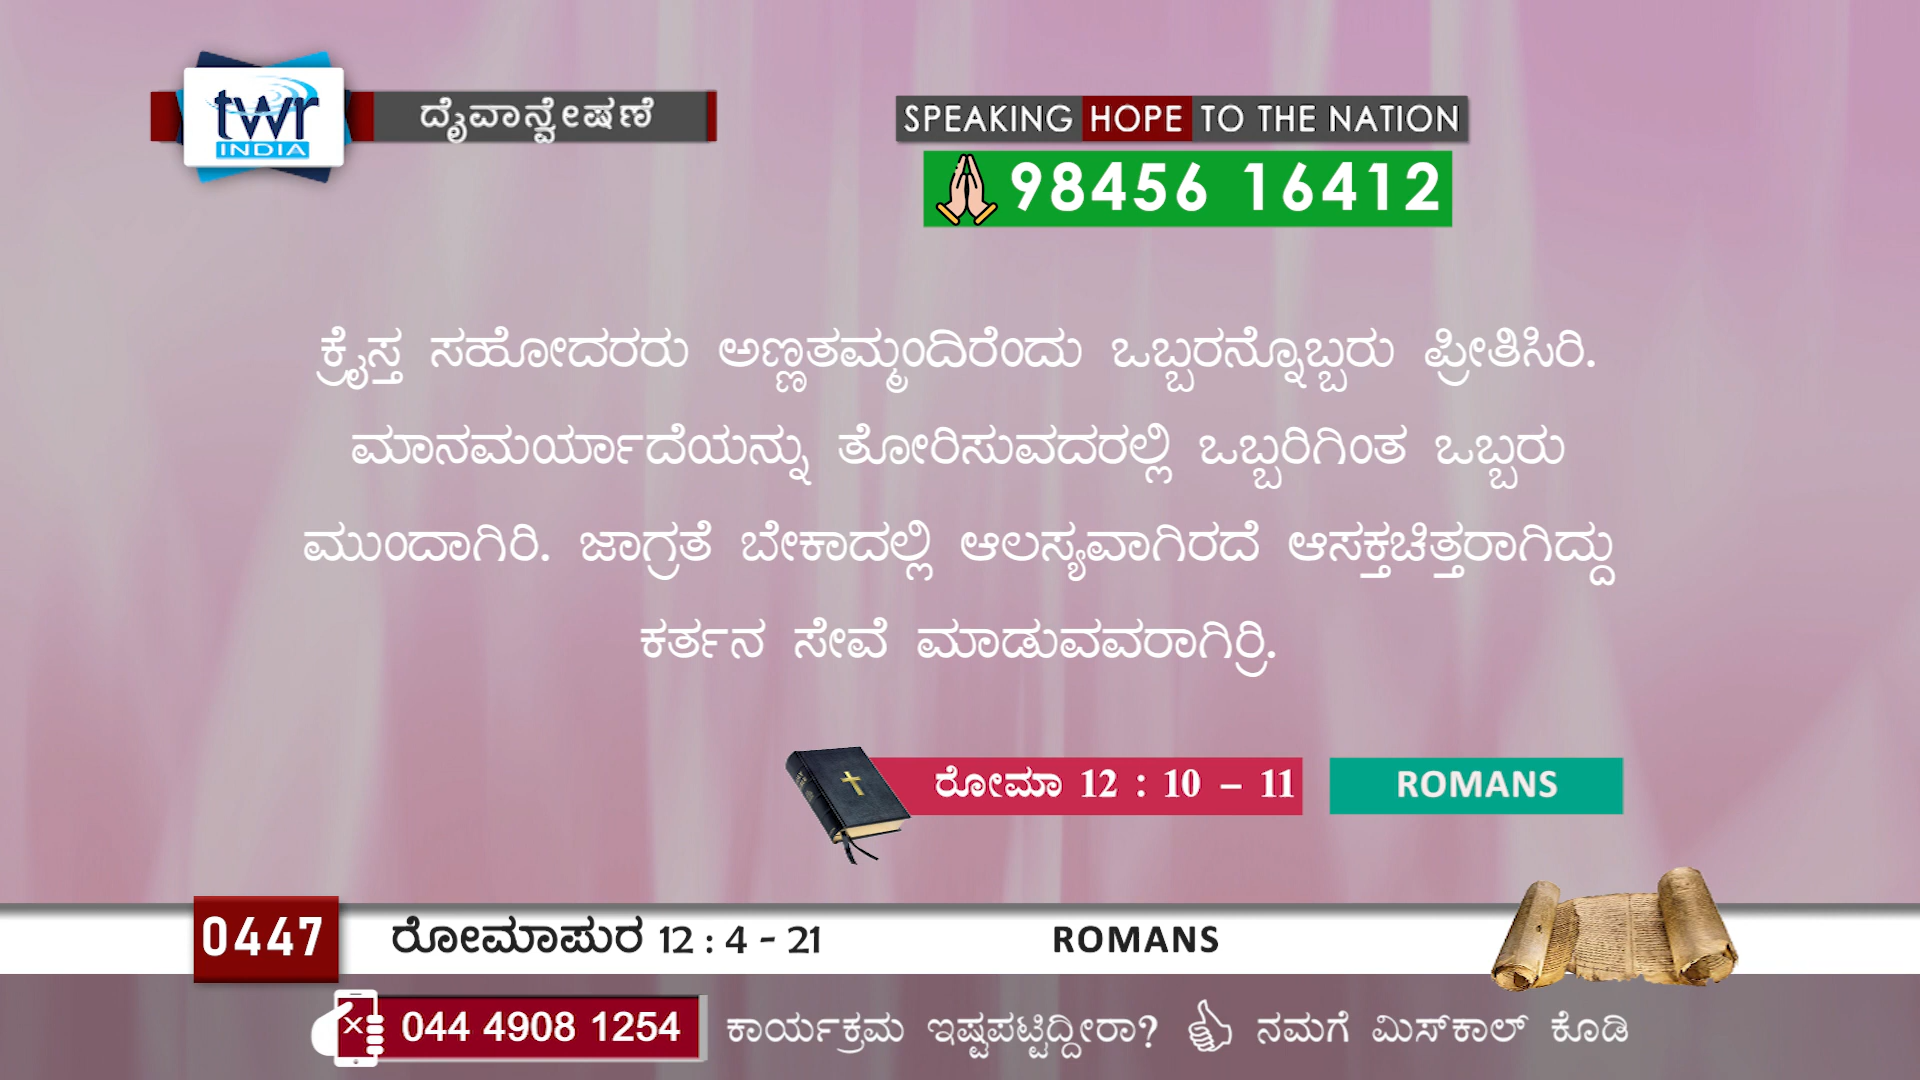 twr
INDIA
ದೈವಾನ್ವೇಷಣೆ
SPEAKING HOPE TO THE NATION
98456 16412
ಕ್ರೈಸ್ತ ಸಹೋದರರು ಅಣ್ಣತಮ್ಮಂದಿರೆಂದು ಒಬ್ಬರನ್ನೊಬ್ಬರು ಪ್ರೀತಿಸಿರಿ.
ಮಾನಮರ್ಯಾದೆಯನ್ನು ತೋರಿಸುವದರಲ್ಲಿ ಒಬ್ಬರಿಗಿಂತ ಒಬ್ಬರು
ಮುಂದಾಗಿರಿ. ಜಾಗ್ರತೆ ಬೇಕಾದಲ್ಲಿ ಆಲಸ್ಯವಾಗಿರದೆ ಆಸಕ್ತಚಿತ್ತರಾಗಿದ್ದು
ಕರ್ತನ ಸೇವೆ ಮಾಡುವವರಾಗಿರ್ರಿ.
ರೋಮಾ 12 : 10 – 11
ROMANS
0447
ರೋಮಾಪುರ 12 : 4 - 21
ROMANS
044 4908 1254
ಕಾರ್ಯಕ್ರಮ ಇಷ್ಟಪಟ್ಟಿದ್ದೀರಾ? ನಮಗೆ ಮಿಸ್‌ಕಾಲ್ ಕೊಡಿ